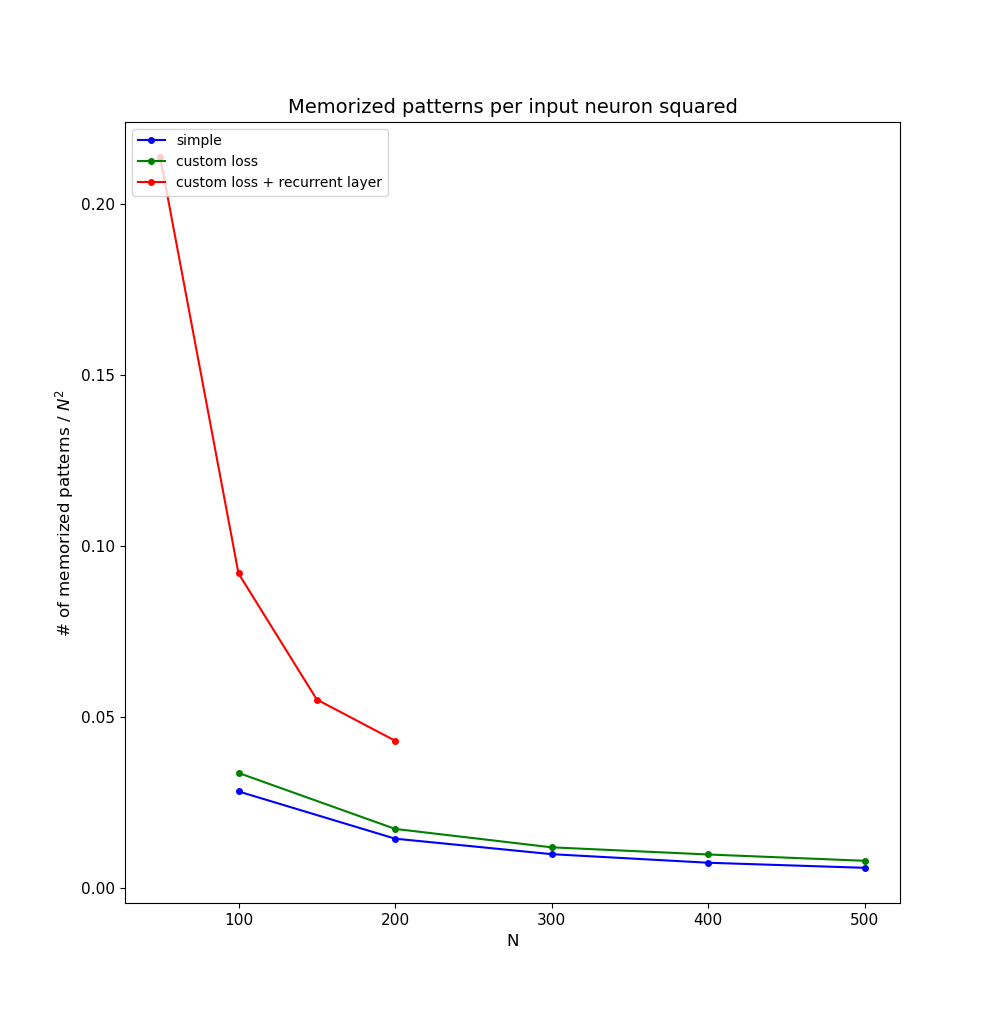 Memorized patterns per input neuron squared
simple
custom loss
custom loss + recurrent layer
# of memorized patterns / N²
0.20
0.15
0.10
0.05
0.00
100 200 300 400 500
N